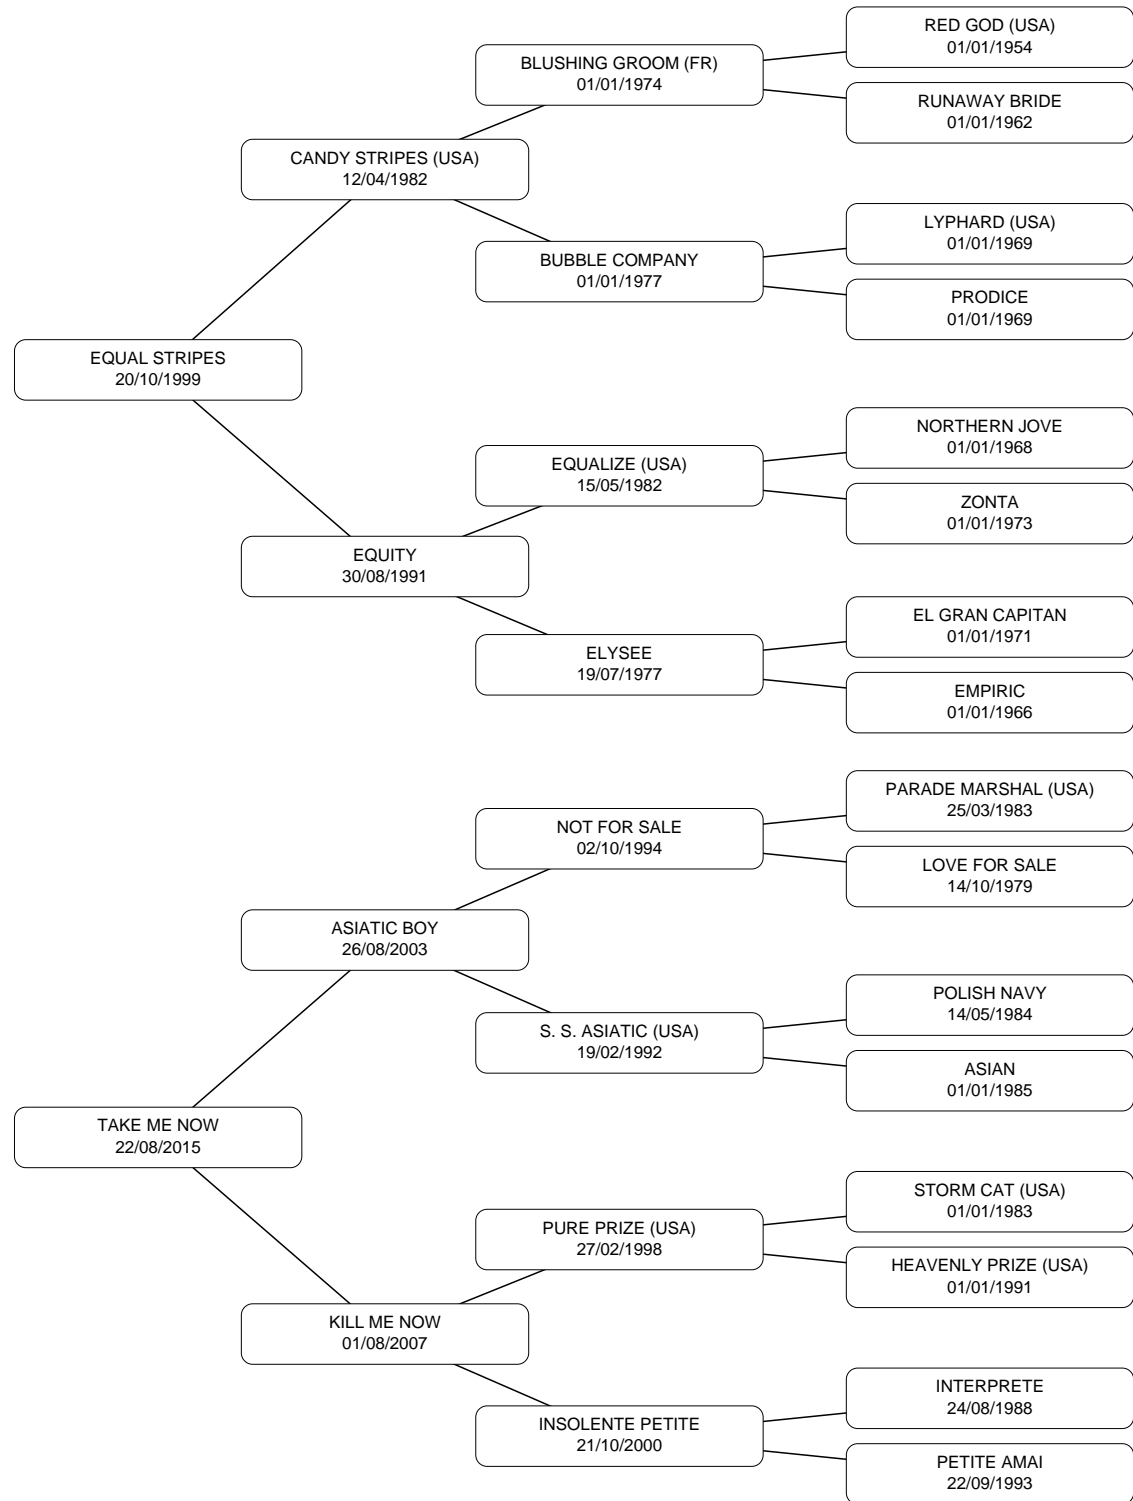 RED GOD (USA)
01/01/1954
BLUSHING GROOM (FR)
01/01/1974
RUNAWAY BRIDE
01/01/1962
CANDY STRIPES (USA)
12/04/1982
LYPHARD (USA)
01/01/1969
BUBBLE COMPANY
01/01/1977
PRODICE
01/01/1969
EQUAL STRIPES
20/10/1999
NORTHERN JOVE
01/01/1968
EQUALIZE (USA)
15/05/1982
ZONTA
01/01/1973
EQUITY
30/08/1991
EL GRAN CAPITAN
01/01/1971
ELYSEE
19/07/1977
EMPIRIC
01/01/1966
PARADE MARSHAL (USA)
25/03/1983
NOT FOR SALE
02/10/1994
LOVE FOR SALE
14/10/1979
ASIATIC BOY
26/08/2003
POLISH NAVY
14/05/1984
S. S. ASIATIC (USA)
19/02/1992
ASIAN
01/01/1985
TAKE ME NOW
22/08/2015
STORM CAT (USA)
01/01/1983
PURE PRIZE (USA)
27/02/1998
HEAVENLY PRIZE (USA)
01/01/1991
KILL ME NOW
01/08/2007
INTERPRETE
24/08/1988
INSOLENTE PETITE
21/10/2000
PETITE AMAI
22/09/1993